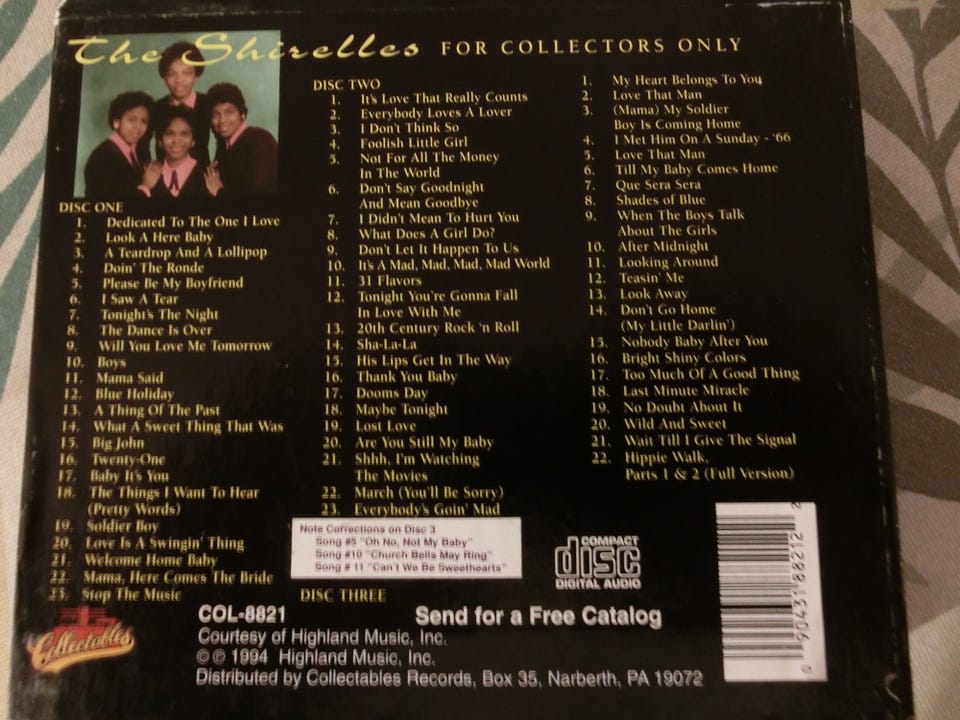 The Shirelles FOR COLLECTORS ONLY
DISC ONE
1. Dedicated To The One I Love
2. Look A Here Baby
3. A Teardrop And A Lollipop
4. Doin' The Ronde
5. Please Be My Boyfriend
6. I Saw A Tear
7. Tonight's The Night
8. The Dance Is Over
9. Will You Love Me Tomorrow
10. Boys
11. Mama Said
12. Blue Holiday
13. A Thing Of The Past
14. What A Sweet Thing That Was
15. Big John
16. Twenty-One
17. Baby It's You
18. The Things I Want To Hear
(Pretty Words)
19. Soldier Boy
20. Love Is A Swingin' Thing
21. Welcome Home Baby
22. Mama, Here Comes The Bride
23. Stop The Music
DISC TWO
1. It's Love That Really Counts
2. Everybody Loves A Lover
3. I Don't Think So
4. Foolish Little Girl
5. Not For All The Money
In The World
6. Don't Say Goodnight
And Mean Goodbye
7. I Didn't Mean To Hurt You
8. What Does A Girl Do?
9. Don't Let It Happen To Us
10. It's A Mad, Mad, Mad, Mad World
11. 31 Flavors
12. Tonight You're Gonna Fall
In Love With Me
13. 20th Century Rock 'n Roll
14. Sha-La-La
15. His Lips Get In The Way
16. Thank You Baby
17. Dooms Day
18. Maybe Tonight
19. Lost Love
20. Are You Still My Baby
21. Shhh, I'm Watching
The Movies
22. March (You'll Be Sorry)
23. Everybody's Goin' Mad
Note Corrections on Disc 3
Song #5 "Oh No, Not My Baby"
Song #10 "Church Bells May Ring"
Song # 11 "Can't We Be Sweethearts"
DISC THREE
1. My Heart Belongs To You
2. Love That Man
3. (Mama) My Soldier
Boy Is Coming Home
4. I Met Him On A Sunday - '66
5. Love That Man
6. Till My Baby Comes Home
7. Que Sera Sera
8. Shades of Blue
9. When The Boys Talk
About The Girls
10. After Midnight
11. Looking Around
12. Teasin' Me
13. Look Away
14. Don't Go Home
(My Little Darlin')
15. Nobody Baby After You
16. Bright Shiny Colors
17. Too Much Of A Good Thing
18. Last Minute Miracle
19. No Doubt About It
20. Wild And Sweet
21. Wait Till I Give The Signal
22. Hippie Walk,
Parts 1 & 2 (Full Version)
COMPACT
disc
DIGITAL AUDIO
0 90431 88212 2
Collectables
COL-8821 Send for a Free Catalog
Courtesy of Highland Music, Inc.
© ℗ 1994 Highland Music, Inc.
Distributed by Collectables Records, Box 35, Narberth, PA 19072